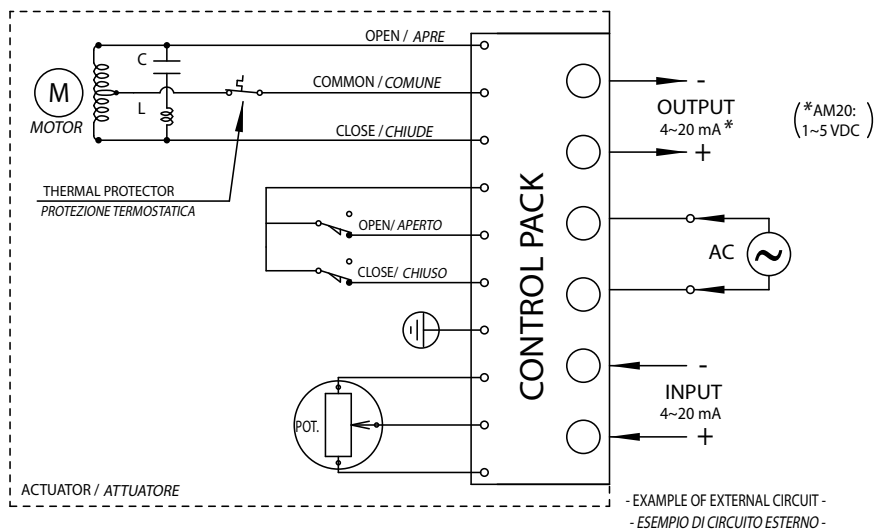 OPEN / APRE
C
COMMON / COMUNE
M
MOTOR
L
CLOSE / CHIUDE
THERMAL PROTECTOR
PROTEZIONE TERMOSTATICA
OPEN/ APERTO
CLOSE/ CHIUSO
POT.
ACTUATOR / ATTUATORE
CONTROL PACK
-
OUTPUT
4~20 mA*
+
(*AM20:
1~5 VDC)
AC
~
-
INPUT
4~20 mA
+
- EXAMPLE OF EXTERNAL CIRCUIT -
- ESEMPIO DI CIRCUITO ESTERNO -